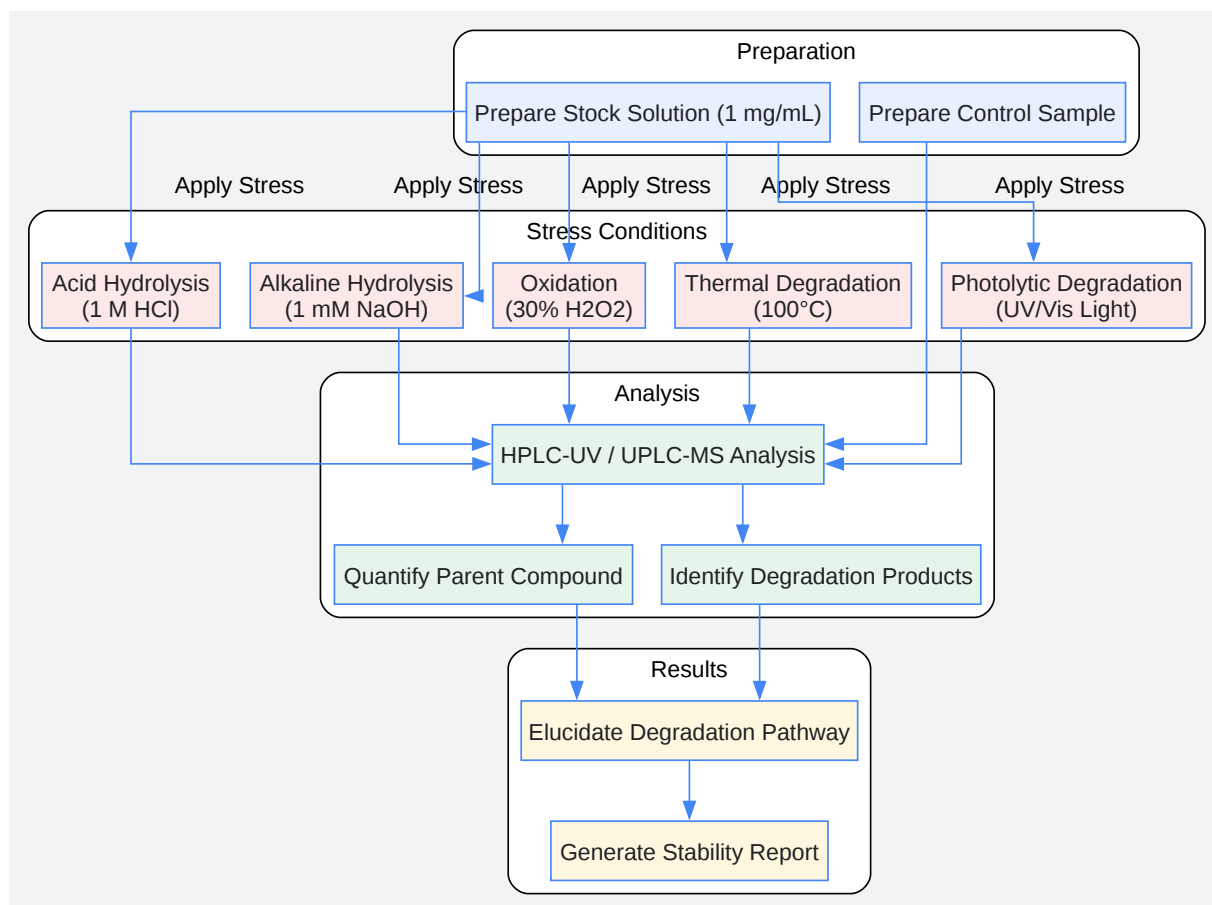 Preparation
Prepare Stock Solution (1 mg/mL)
Prepare Control Sample
Apply Stress
Apply Stress
Apply Stress
Apply Stress
Apply Stress
Stress Conditions
Acid Hydrolysis
(1 M HCl)
Alkaline Hydrolysis
(1 mM NaOH)
Oxidation
(30% H2O2)
Thermal Degradation
(100°C)
Photolytic Degradation
(UV/Vis Light)
Analysis
HPLC-UV / UPLC-MS Analysis
Quantify Parent Compound
Identify Degradation Products
Results
Elucidate Degradation Pathway
Generate Stability Report